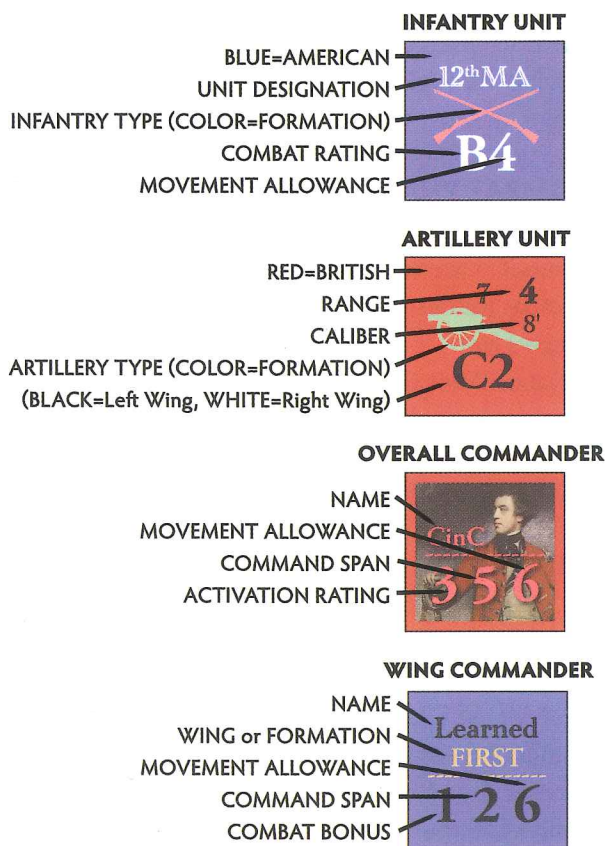 INFANTRY UNIT
BLUE=AMERICAN
UNIT DESIGNATION
INFANTRY TYPE (COLOR=FORMATION)
COMBAT RATING
MOVEMENT ALLOWANCE
12thMA
B4
ARTILLERY UNIT
RED=BRITISH
RANGE
CALIBER
ARTILLERY TYPE (COLOR=FORMATION)
(BLACK=Left Wing, WHITE=Right Wing)
7 4
8'
C2
OVERALL COMMANDER
NAME
MOVEMENT ALLOWANCE
COMMAND SPAN
ACTIVATION RATING
CinC
3 5 6
WING COMMANDER
NAME
WING or FORMATION
MOVEMENT ALLOWANCE
COMMAND SPAN
COMBAT BONUS
Learned
FIRST
1 2 6